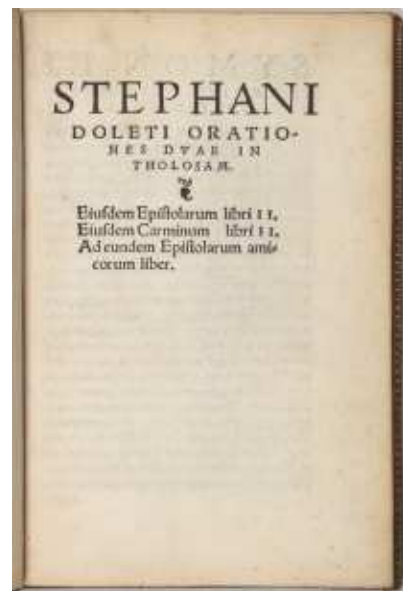 STEPHANI
DOLETI ORATIO-
NES DVAE IN
THOLOSAM.
Eiusdem Epistolarum libri II.
Eiusdem Carminum libri II.
Ad eundem Epistolarum ami-
corum liber.